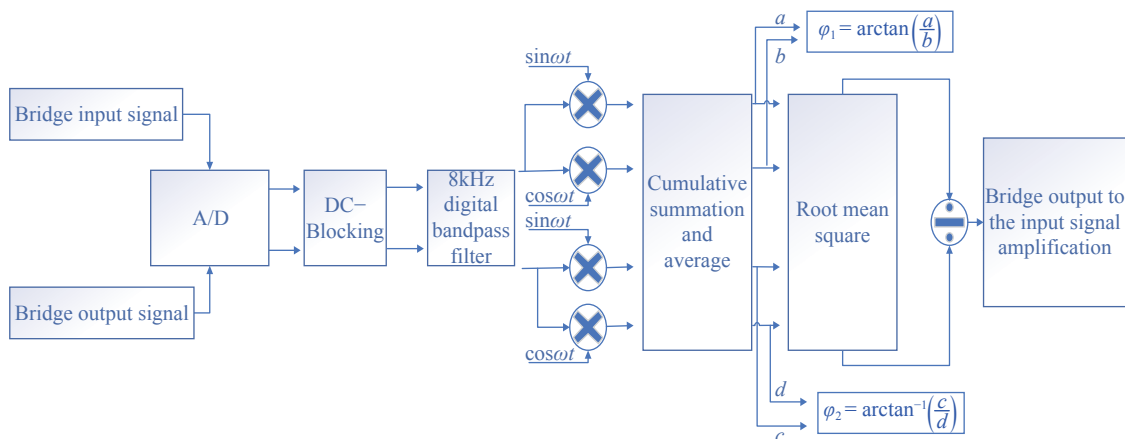 Bridge input signal
Bridge output signal
A/D
DC−
Blocking
8kHz
digital
bandpass
filter
sinωt
cosωt
sinωt
cosωt
Cumulative
summation
and
average
a
b
φ₁ = arctan(a/b)
Root mean
square
d
c
φ₂ = arctan⁻¹(c/d)
Bridge output to
the input signal
amplification